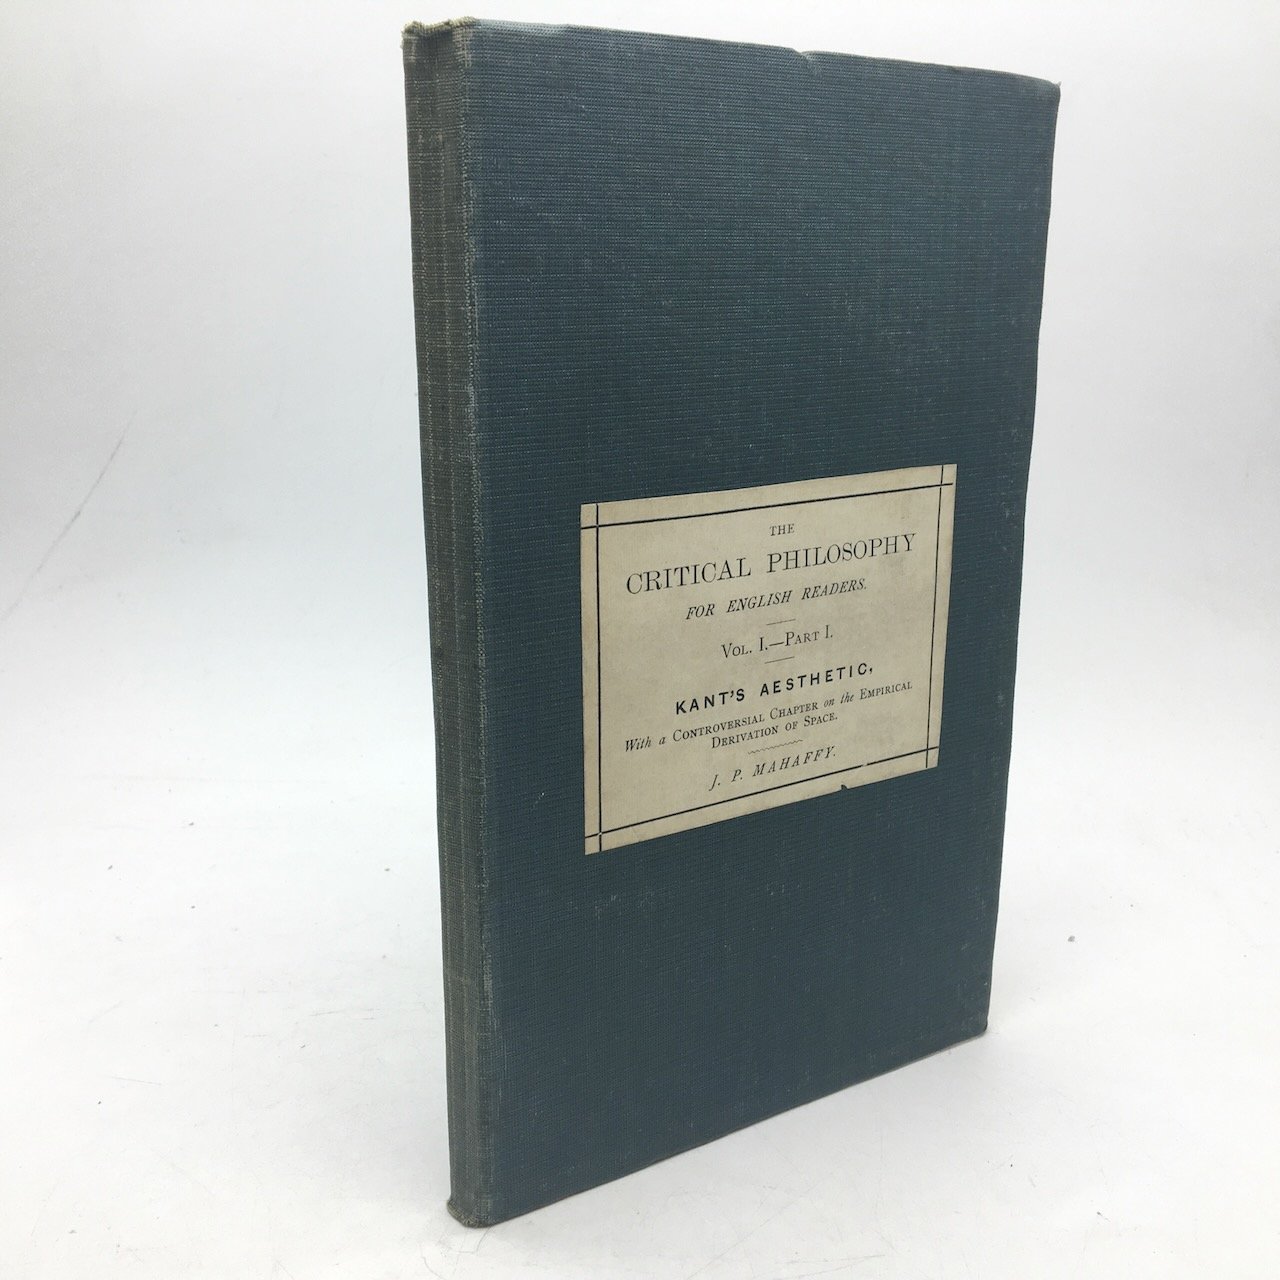 THE
CRITICAL PHILOSOPHY
FOR ENGLISH READERS.
VOL. I.—PART I.
KANT'S AESTHETIC,
With a CONTROVERSIAL CHAPTER on the EMPIRICAL
DERIVATION OF SPACE.
J. P. MAHAFFY.